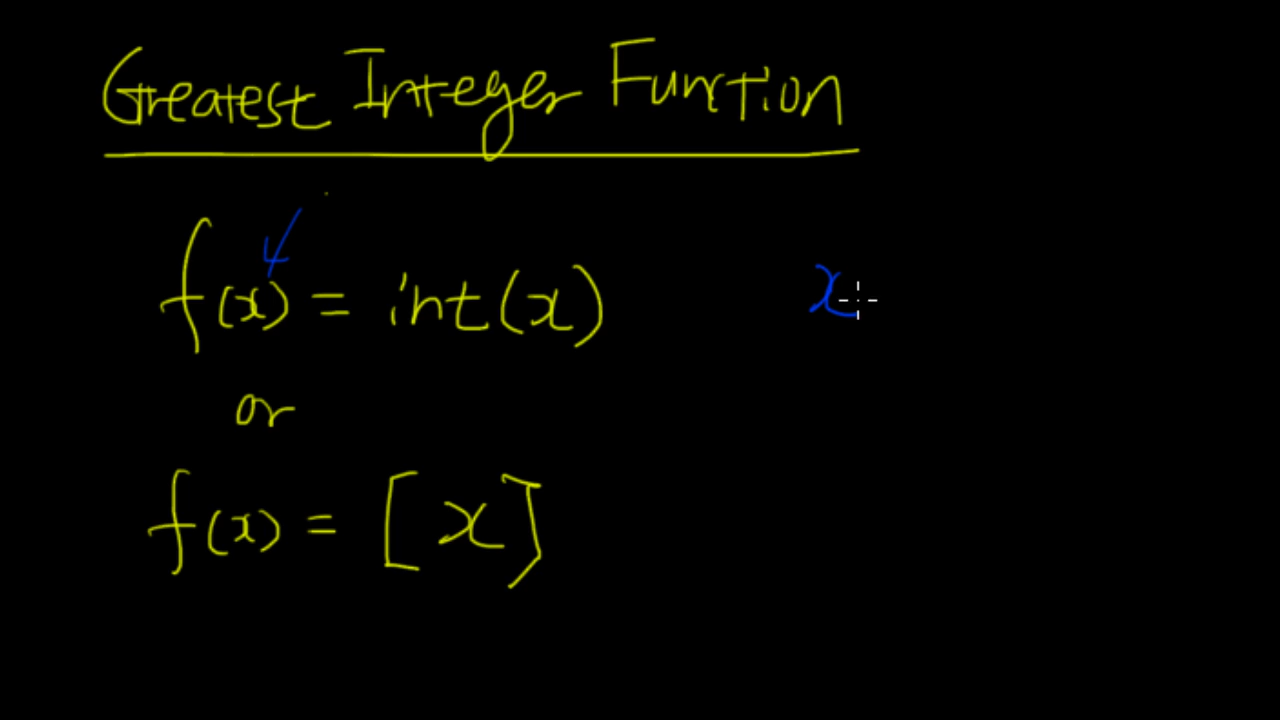 Greatest Integer Function
f(x) = int(x)
x
or
f(x) = [x]